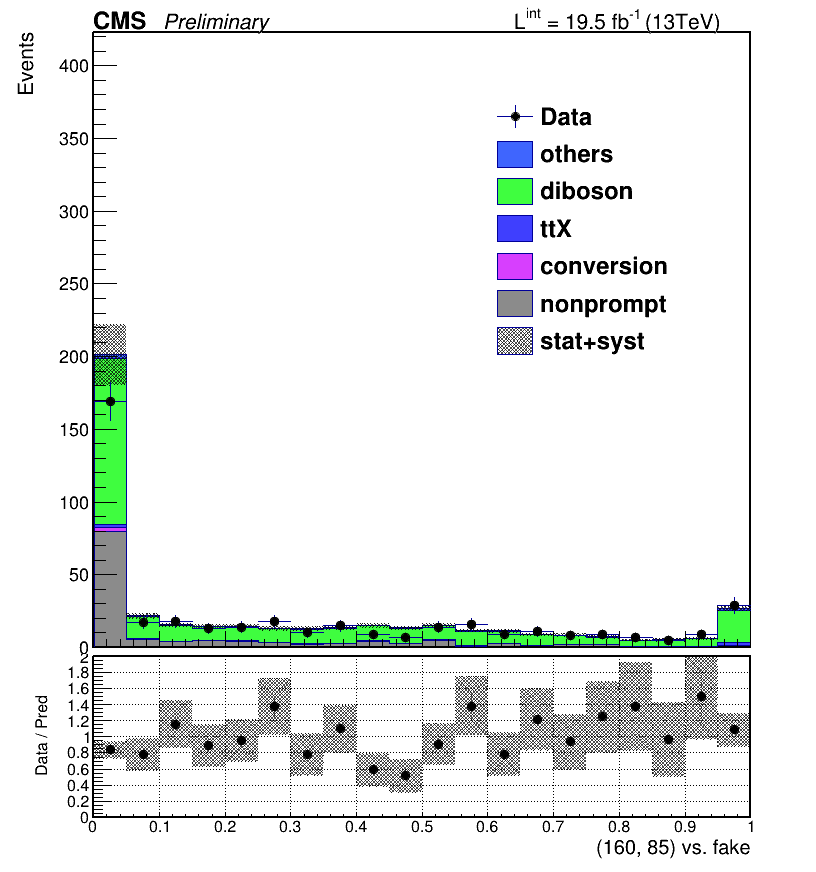 CMS Preliminary L^int = 19.5 fb^-1 (13TeV)
Events
400
350
300
250
200
150
100
50
0
Data
others
diboson
ttX
conversion
nonprompt
stat+syst
Data / Pred
2
1.8
1.6
1.4
1.2
1
0.8
0.6
0.4
0.2
0
0 0.1 0.2 0.3 0.4 0.5 0.6 0.7 0.8 0.9 1
(160, 85) vs. fake